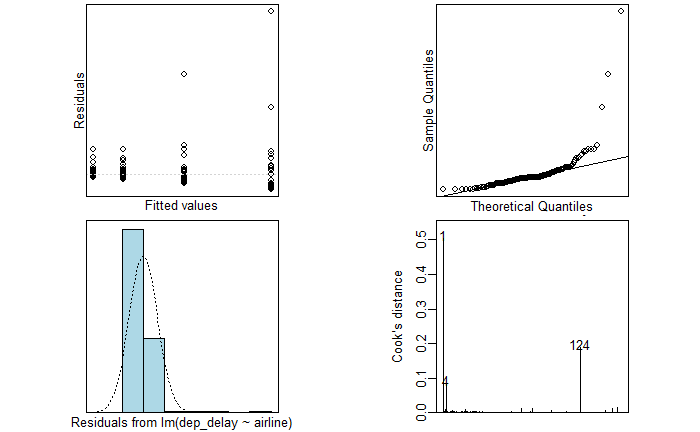 Residuals
Fitted values
Sample Quantiles
Theoretical Quantiles
Residuals from lm(dep_delay ~ airline)
Cook's distance
0.5
0.4
0.3
0.2
0.1
0.0
1
4
124